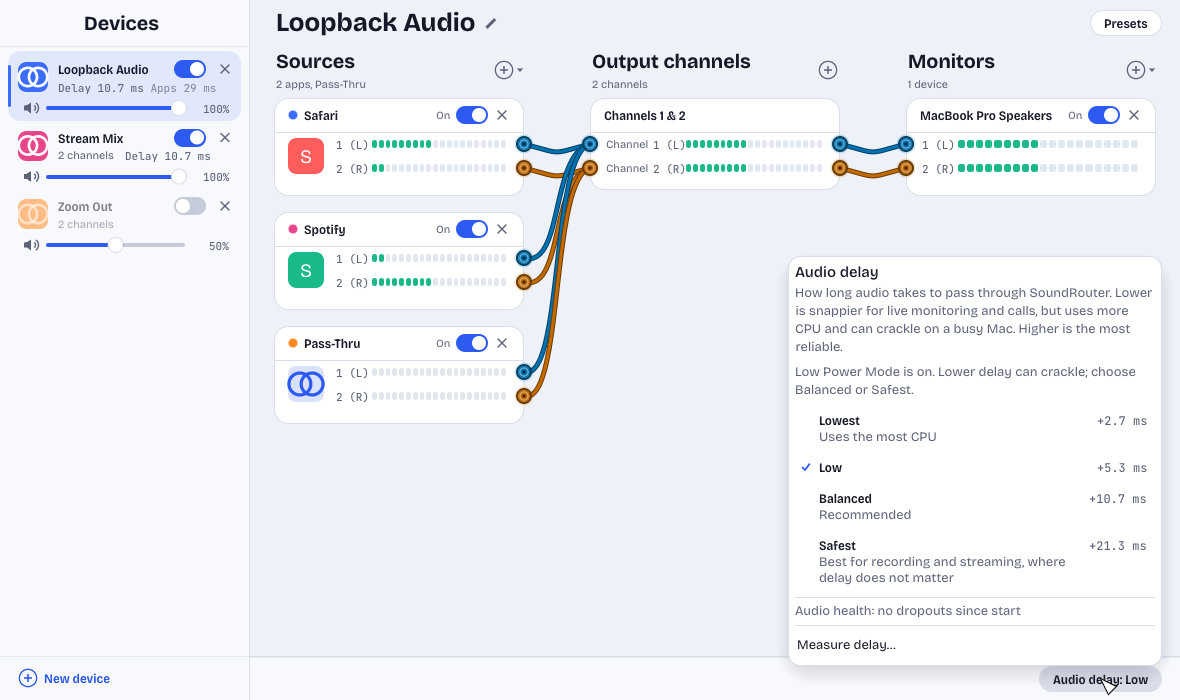 Devices
Loopback Audio
Delay 10.7 ms Apps 29 ms
100%
Stream Mix
2 channels Delay 10.7 ms
100%
Zoom Out
2 channels
50%
New device
Loopback Audio
Presets
Sources
2 apps, Pass-Thru
Safari On
S
1 (L)
2 (R)
Spotify On
S
1 (L)
2 (R)
Pass-Thru On
1 (L)
2 (R)
Output channels
2 channels
Channels 1 & 2
Channel 1 (L)
Channel 2 (R)
Monitors
1 device
MacBook Pro Speakers On
1 (L)
2 (R)
Audio delay
How long audio takes to pass through SoundRouter. Lower
is snappier for live monitoring and calls, but uses more
CPU and can crackle on a busy Mac. Higher is the most
reliable.
Low Power Mode is on. Lower delay can crackle; choose
Balanced or Safest.
Lowest +2.7 ms
Uses the most CPU
Low +5.3 ms
Balanced +10.7 ms
Recommended
Safest +21.3 ms
Best for recording and streaming, where
delay does not matter
Audio health: no dropouts since start
Measure delay...
Audio delay: Low